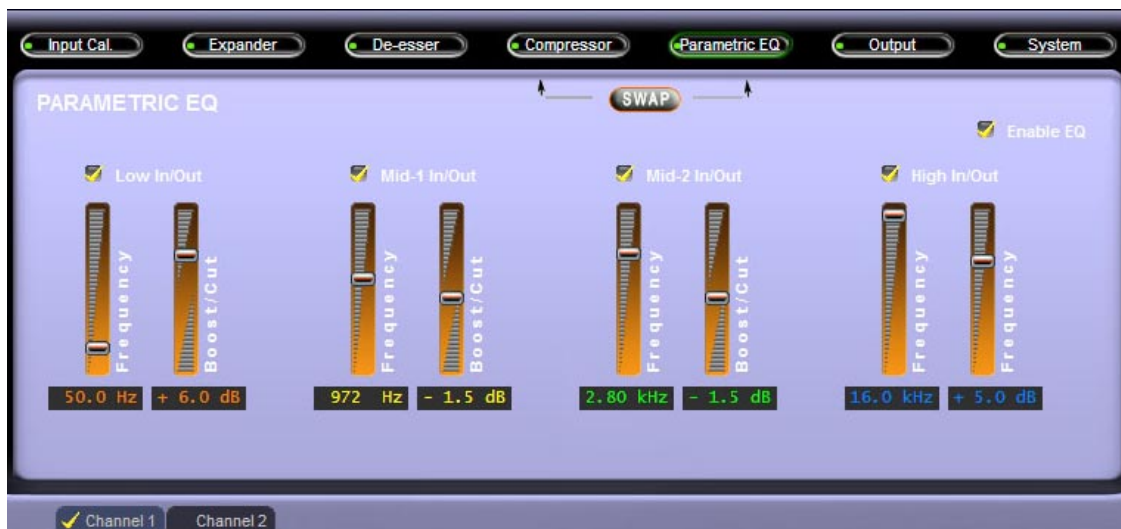 Input Cal. Expander De-esser Compressor Parametric EQ Output System
SWAP
PARAMETRIC EQ
Enable EQ
Low In/Out Mid-1 In/Out Mid-2 In/Out High In/Out
Frequency Boost/Cut Frequency Boost/Cut Frequency Boost/Cut Frequency Frequency
50.0 Hz + 6.0 dB 972 Hz - 1.5 dB 2.80 kHz - 1.5 dB 16.0 kHz + 5.0 dB
Channel 1 Channel 2